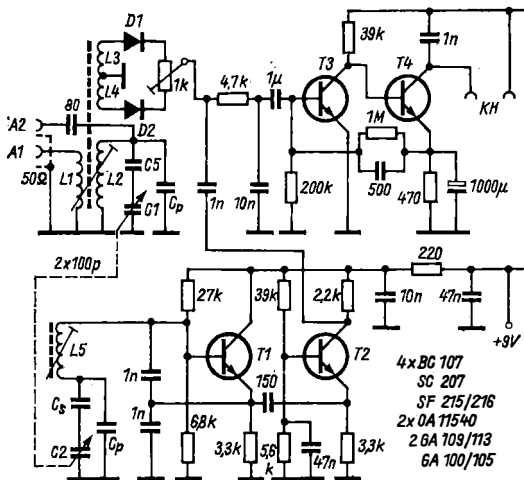 D1
39k
1n
L3
T3
T4
L4
1k
4,7k
1µ
KH
80
D2
A2
A1
1M
50Ω
L1
L2
C5
C1
Cp
1n
10n
200k
500
470
1000µ
2x100p
220
27k
39k
2,2k
10n
47n
+9V
L5
T1
T2
1n
150
Cs
C2
Cp
1n
6,8k
3,3k
5,6
k
47n
3,3k
4xBC 107
SC 207
SF 215/216
2x OA 11540
2 GA 109/113
GA 100/105